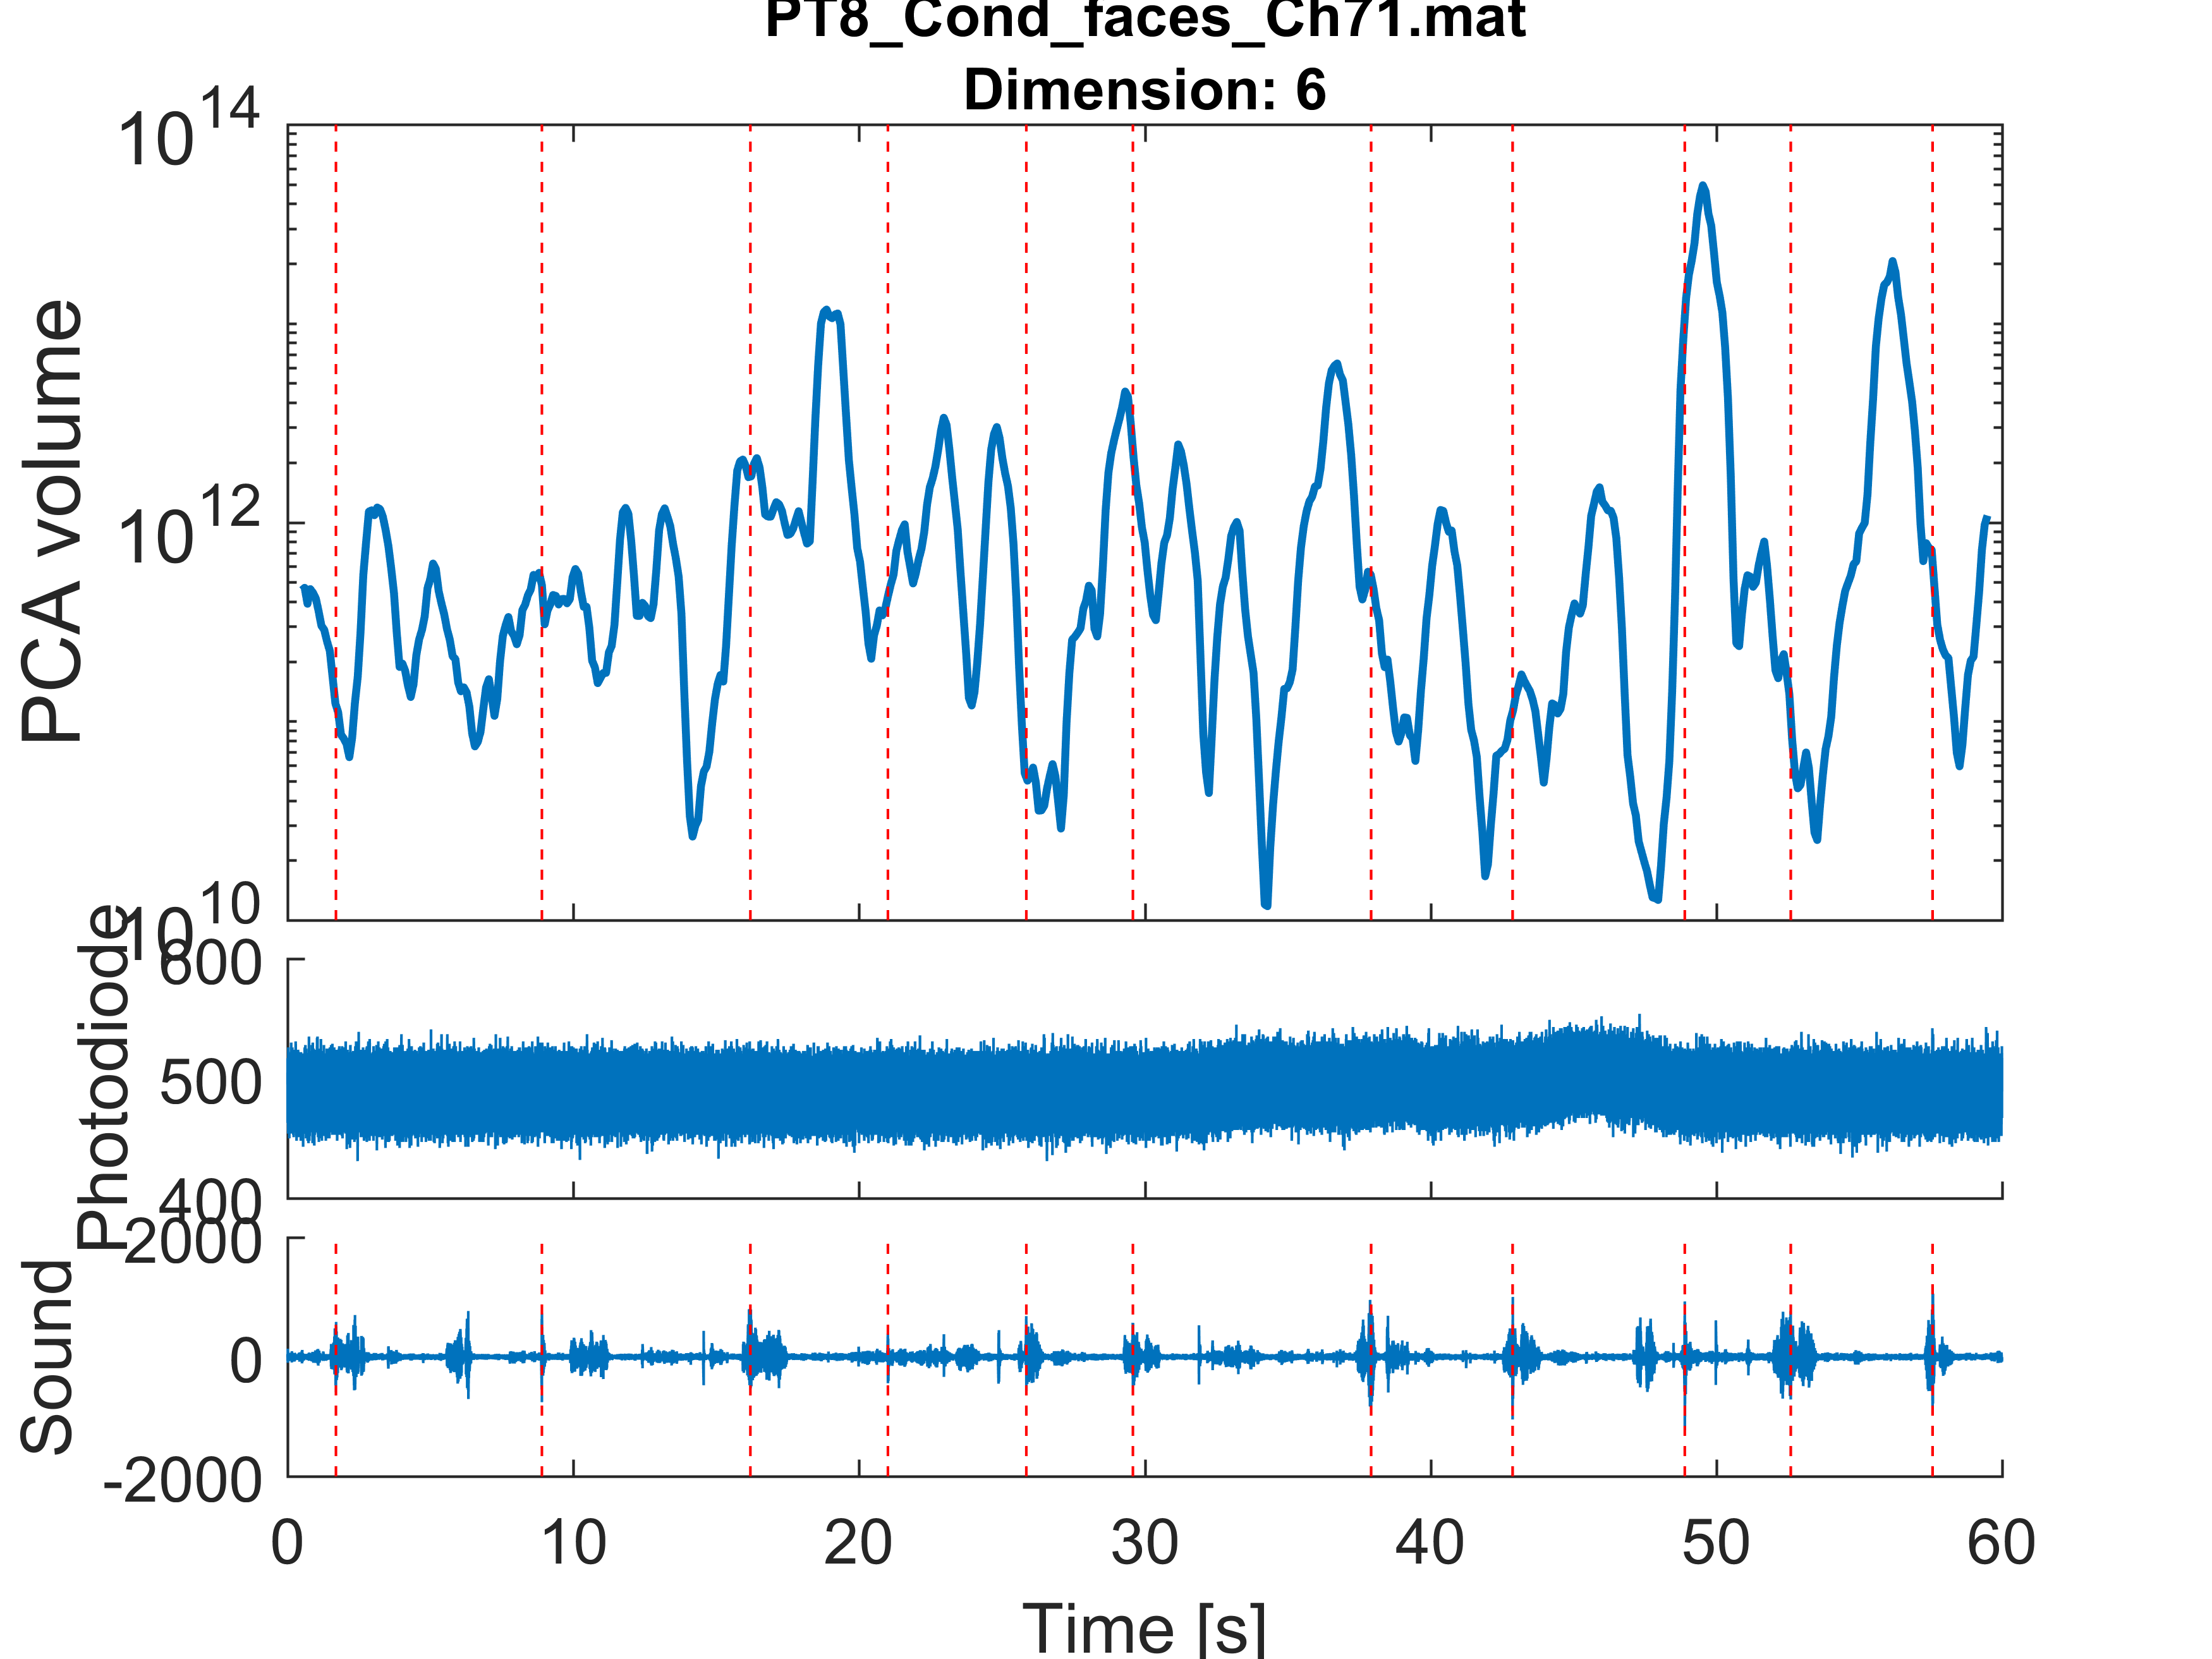 PT8_Cond_faces_Ch71.mat
Dimension: 6
PCA volume
10^14
10^12
10^10
Photodiode
600
500
400
Sound
2000
0
-2000
0 10 20 30 40 50 60
Time [s]